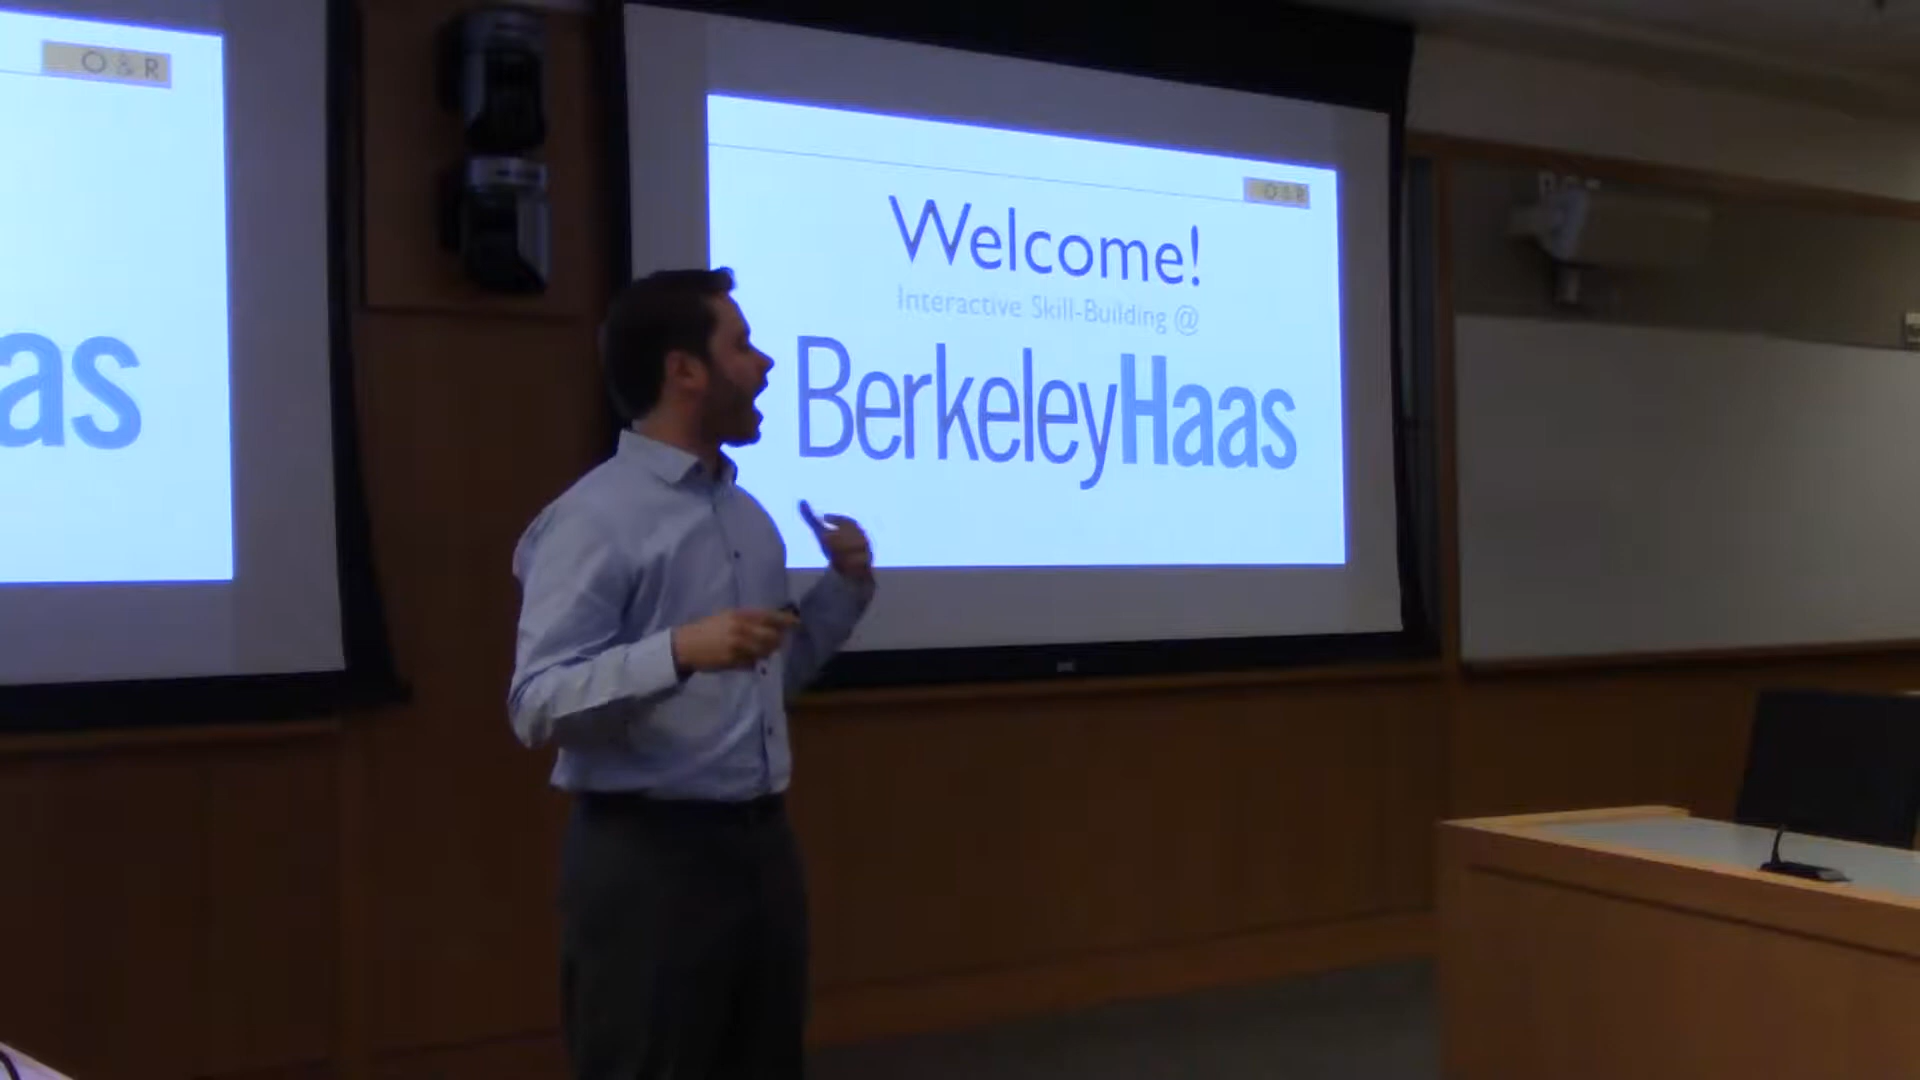 O & R
as
O & R
Welcome!
Interactive Skill-Building @
BerkeleyHaas